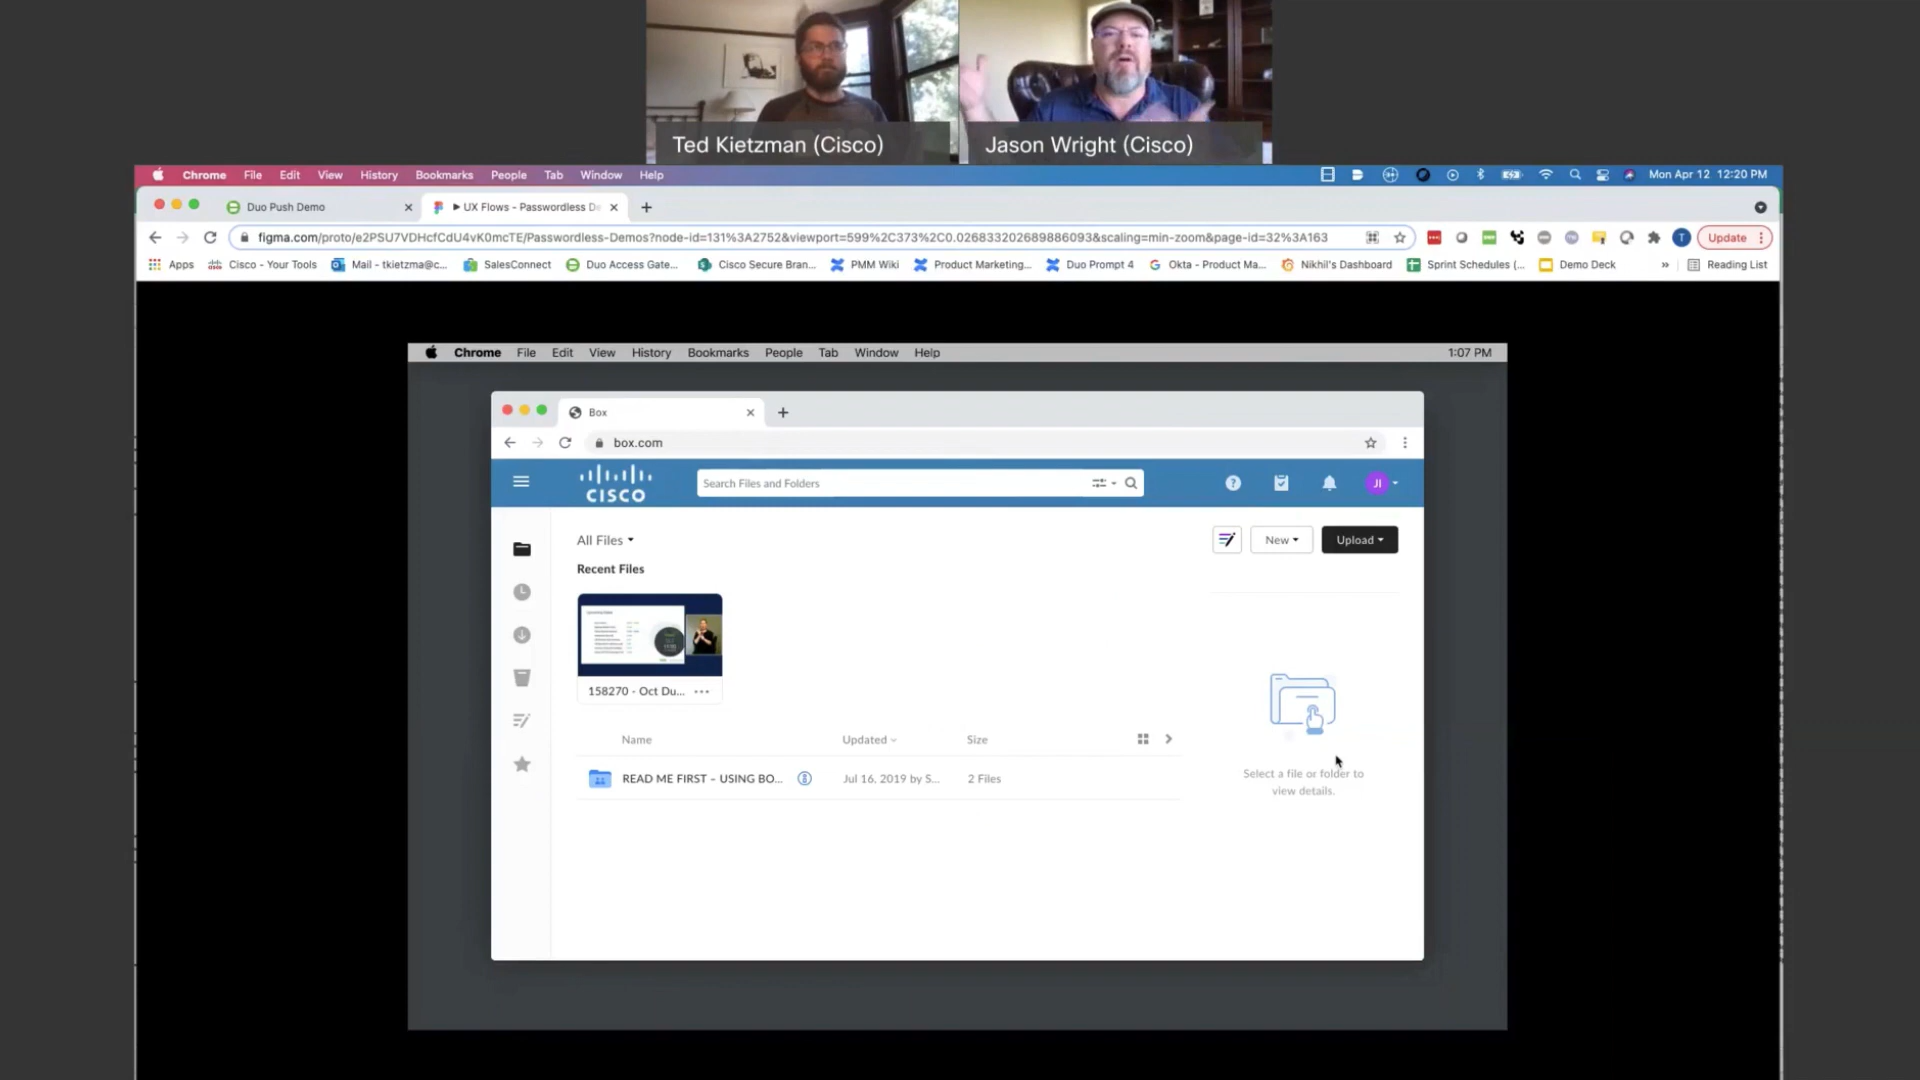 Ted Kietzman (Cisco)
Jason Wright (Cisco)
Chrome File Edit View History Bookmarks People Tab Window Help
Mon Apr 12 12:20 PM
Duo Push Demo
UX Flows - Passwordless De
figma.com/proto/e2PSU7VDHcfCdU4vK0mcTE/Passwordless-Demos?node-id=131%3A2752&viewport=599%2C373%2C0.026833202689886093&scaling=min-zoom&page-id=32%3A163
T
Update
Apps
Cisco - Your Tools
Mail - tkietzma@c...
SalesConnect
Duo Access Gate...
Cisco Secure Bran...
PMM Wiki
Product Marketing...
Duo Prompt 4
Okta - Product Ma...
Nikhil's Dashboard
Sprint Schedules (...
Demo Deck
»
Reading List
Chrome File Edit View History Bookmarks People Tab Window Help
1:07 PM
Box
box.com
CISCO
Search Files and Folders
JI
All Files
New
Upload
Recent Files
158270 - Oct Du...
Name
Updated
Size
READ ME FIRST – USING BO...
Jul 16, 2019 by S...
2 Files
Select a file or folder to
view details.